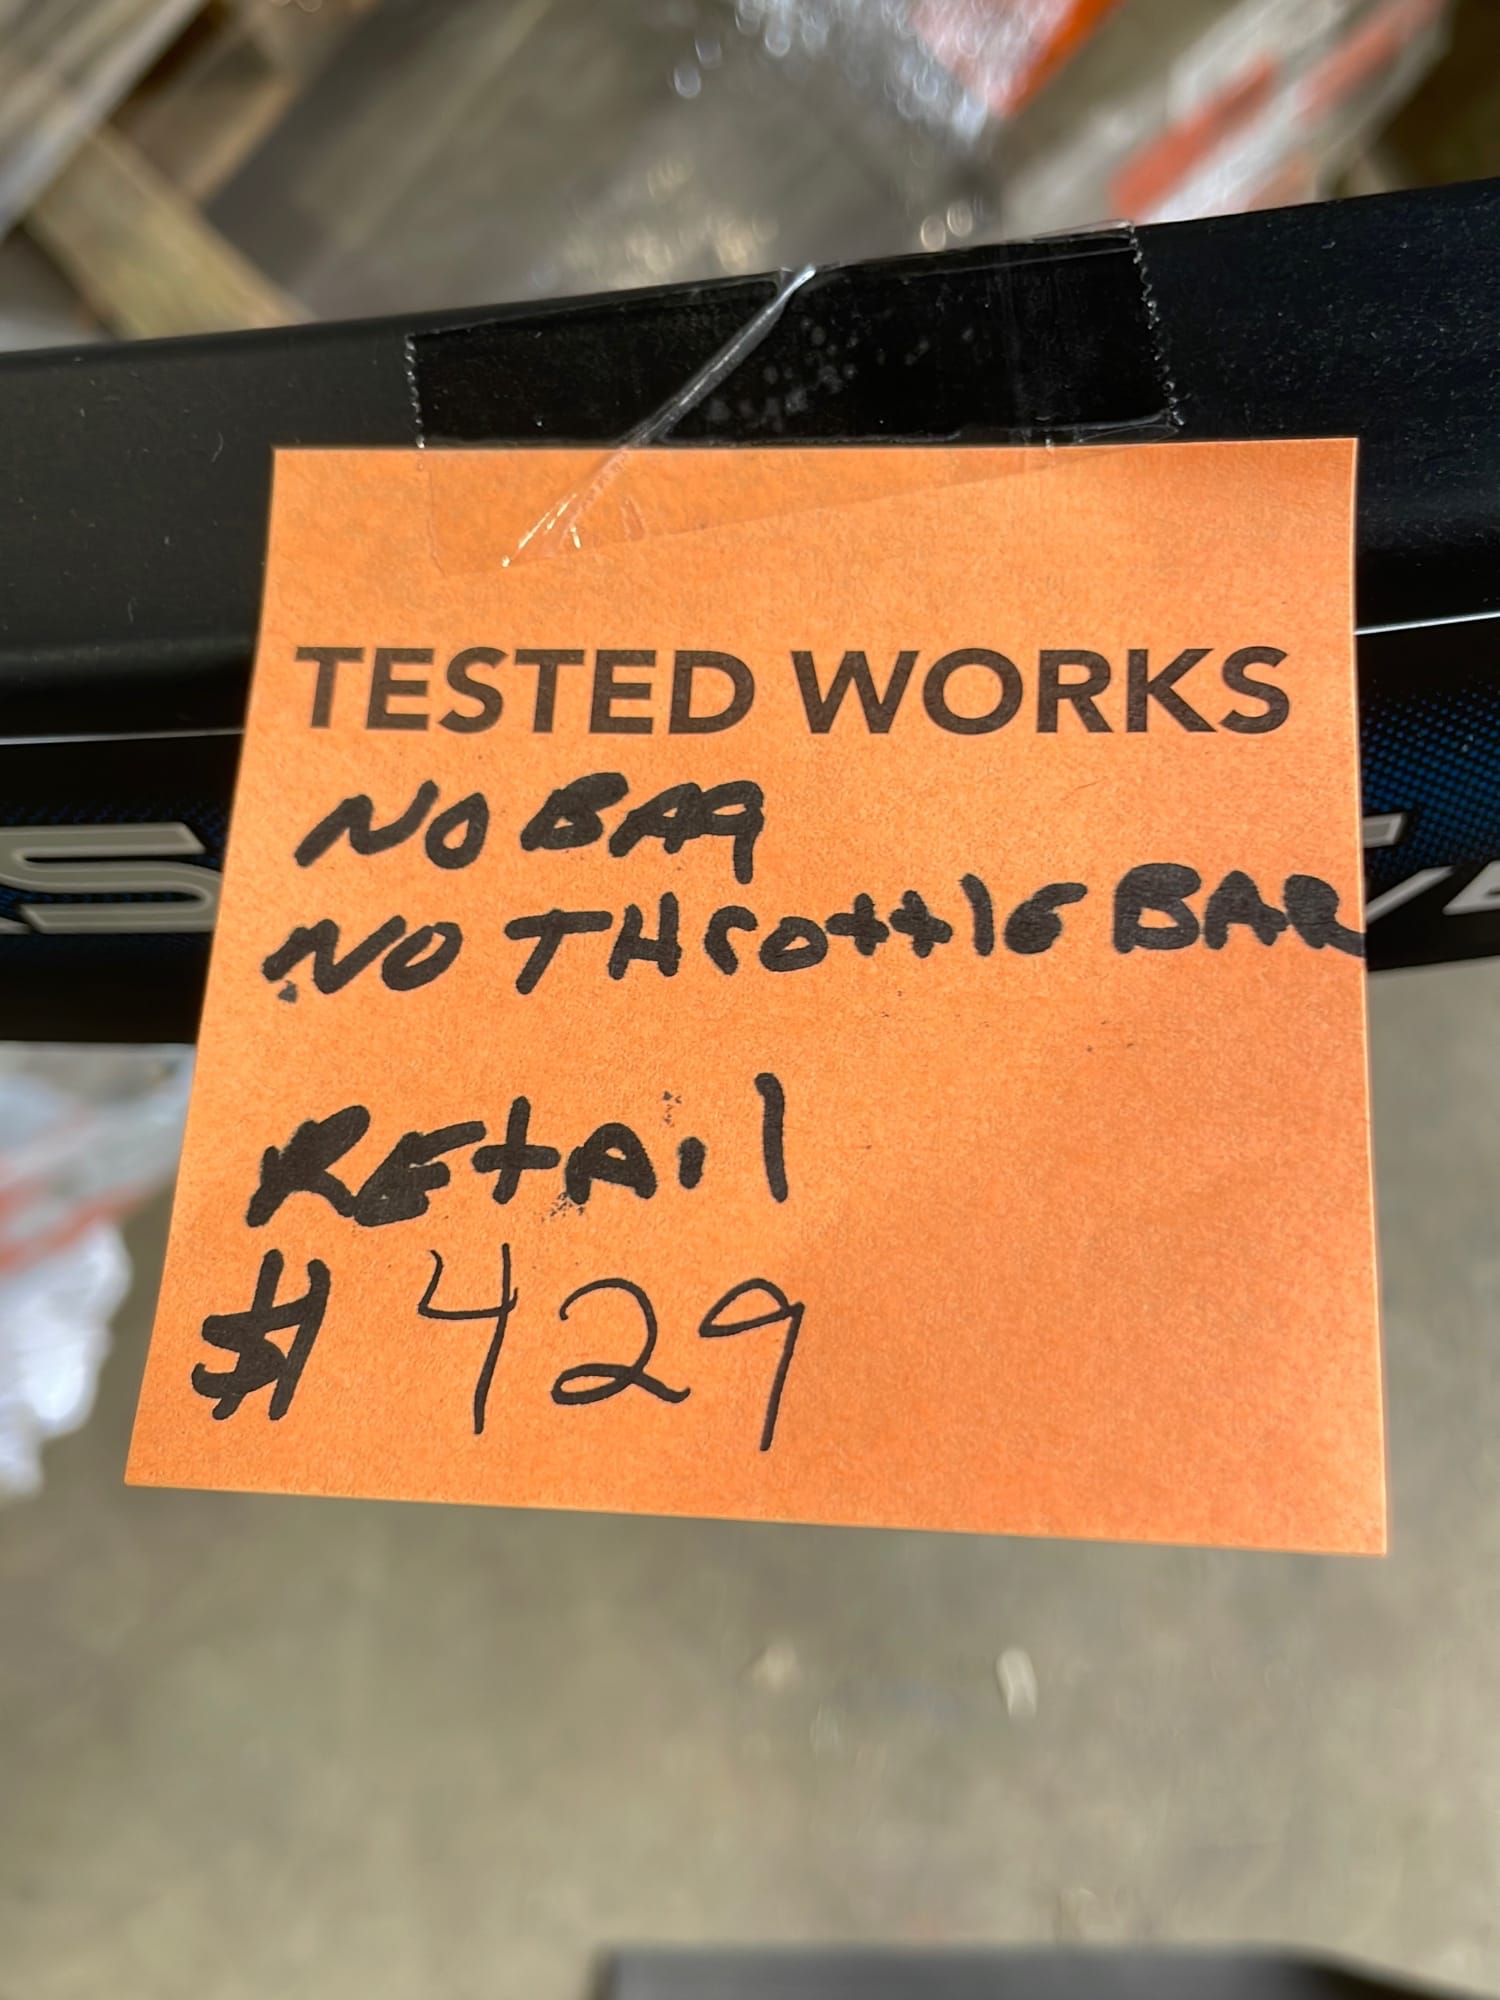 TESTED WORKS
NO BAg
NO THrottle BAR
REtAil
$ 429